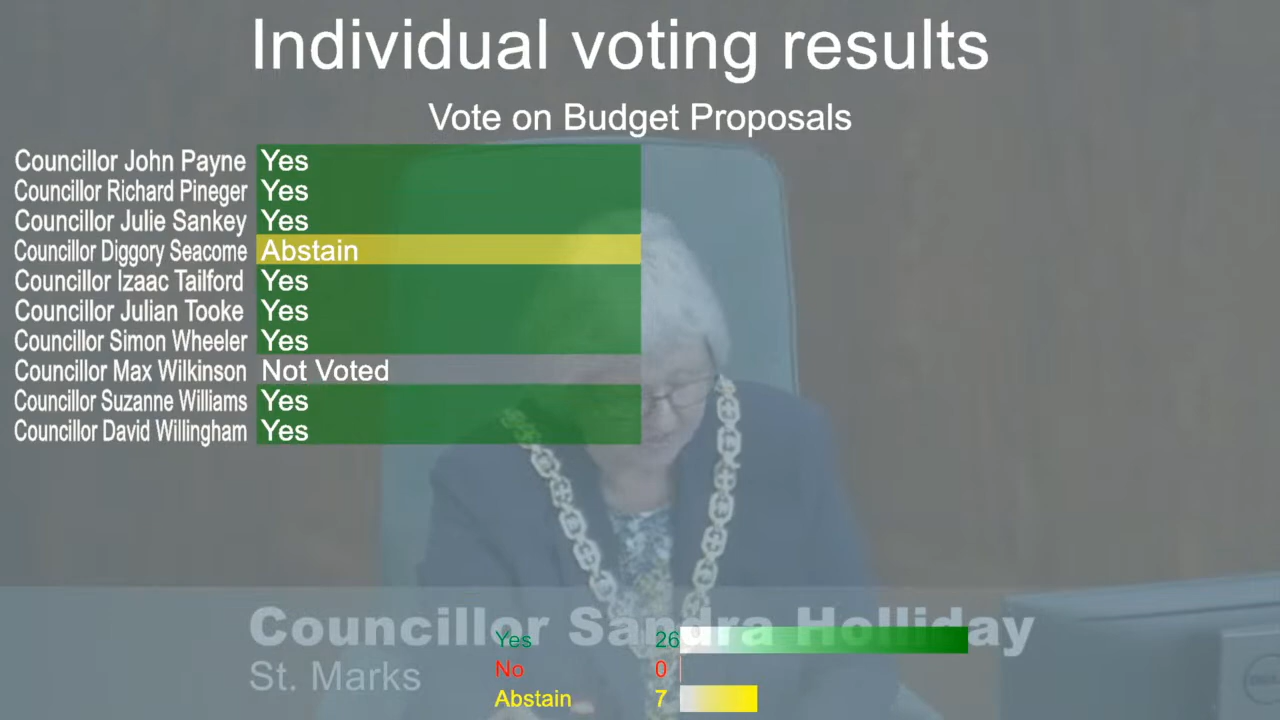 Individual voting results
Vote on Budget Proposals
Councillor John Payne Yes
Councillor Richard Pineger Yes
Councillor Julie Sankey Yes
Councillor Diggory Seacome Abstain
Councillor Izaac Tailford Yes
Councillor Julian Tooke Yes
Councillor Simon Wheeler Yes
Councillor Max Wilkinson Not Voted
Councillor Suzanne Williams Yes
Councillor David Willingham Yes
Councillor Sandra Holliday
St. Marks
Yes 26
No 0
Abstain 7